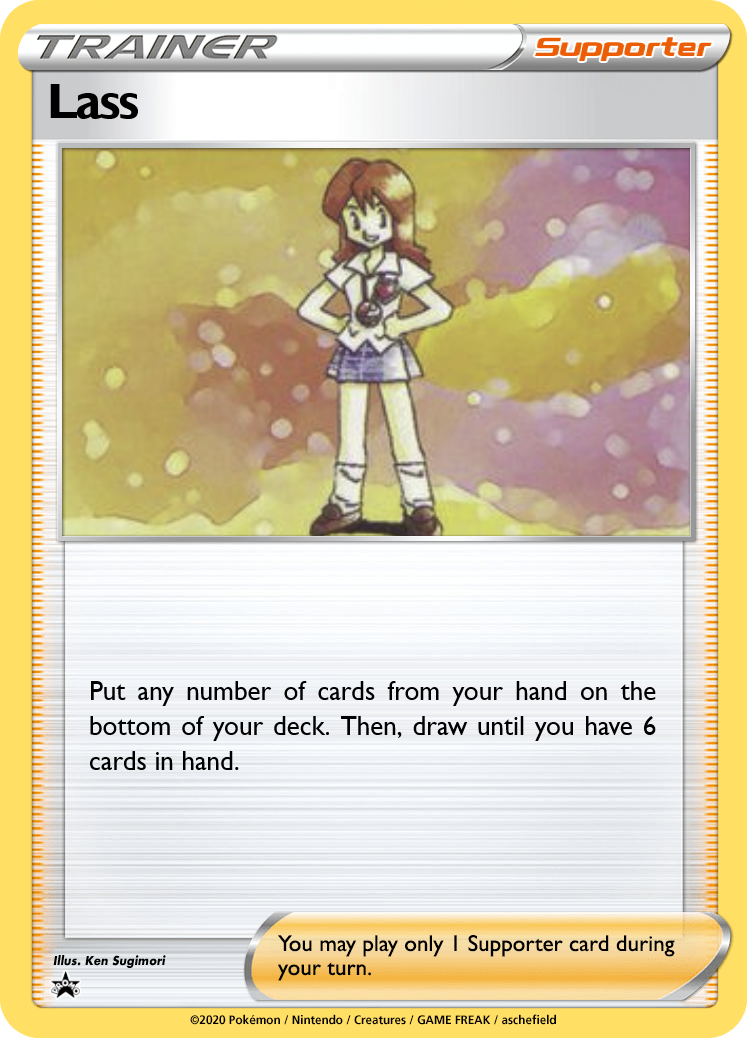 TRAINER
Supporter
Lass
Put any number of cards from your hand on the
bottom of your deck. Then, draw until you have 6
cards in hand.
You may play only 1 Supporter card during
your turn.
Illus. Ken Sugimori
PROMO
©2020 Pokémon / Nintendo / Creatures / GAME FREAK / aschefield